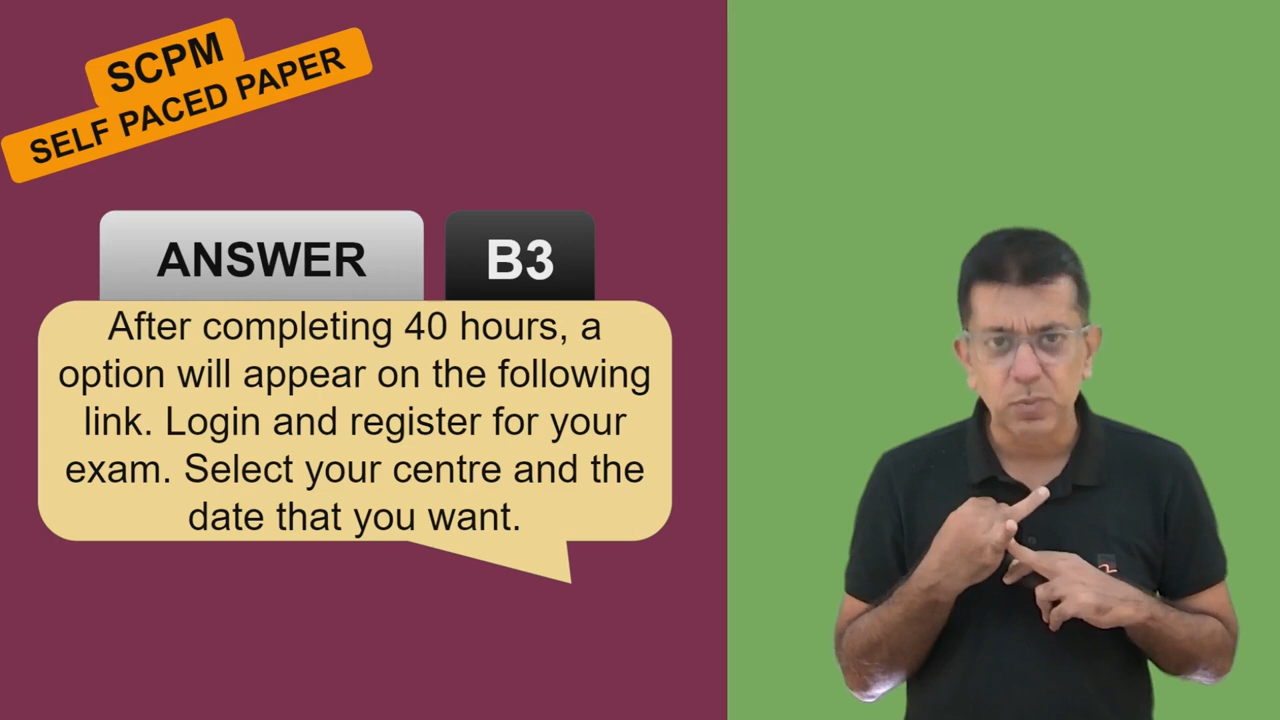 SCPM
SELF PACED PAPER
ANSWER
B3
After completing 40 hours, a
option will appear on the following
link. Login and register for your
exam. Select your centre and the
date that you want.